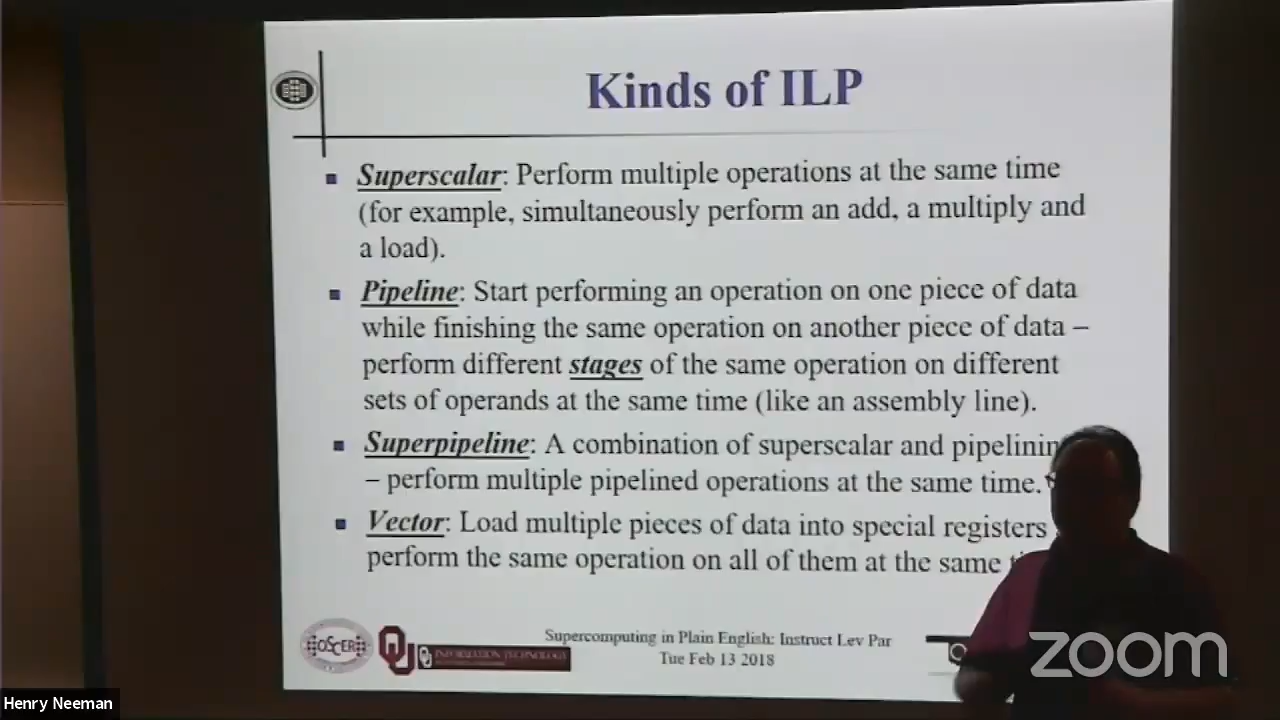 Kinds of ILP
Superscalar: Perform multiple operations at the same time
(for example, simultaneously perform an add, a multiply and
a load).
Pipeline: Start performing an operation on one piece of data
while finishing the same operation on another piece of data –
perform different stages of the same operation on different
sets of operands at the same time (like an assembly line).
Superpipeline: A combination of superscalar and
– perform multiple pipelined operations at the same time.
Vector: Load multiple pieces of data into special registers
perform the same operation on all of them at the same
OSCER
INFORMATION TECHNOLOGY
Supercomputing in Plain English: Instruct Lev Par
Tue Feb 13 2018
zoom
Henry Neeman